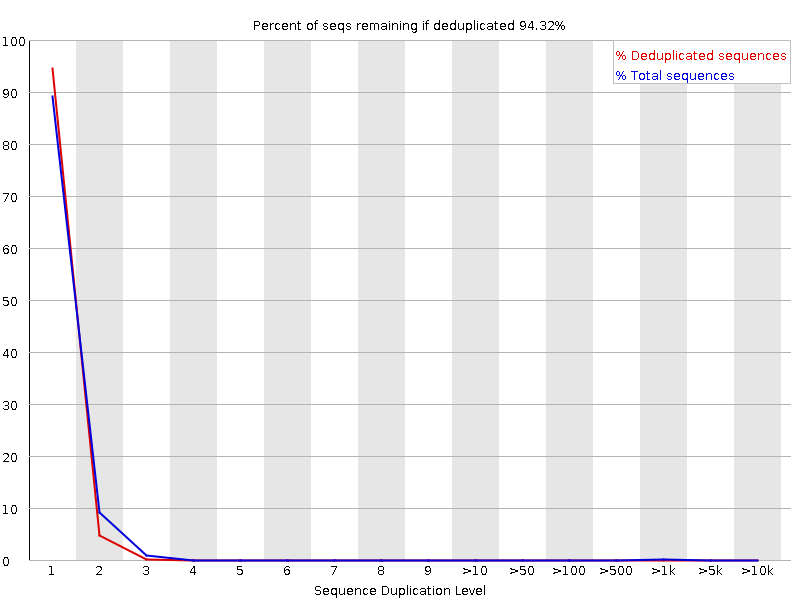 Percent of seqs remaining if deduplicated 94.32%
% Deduplicated sequences
% Total sequences
100
90
80
70
60
50
40
30
20
10
0
1 2 3 4 5 6 7 8 9 >10 >50 >100 >500 >1k >5k >10k
Sequence Duplication Level